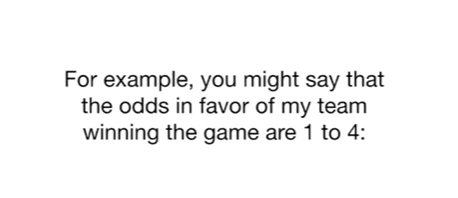 For example, you might say that
the odds in favor of my team
winning the game are 1 to 4: